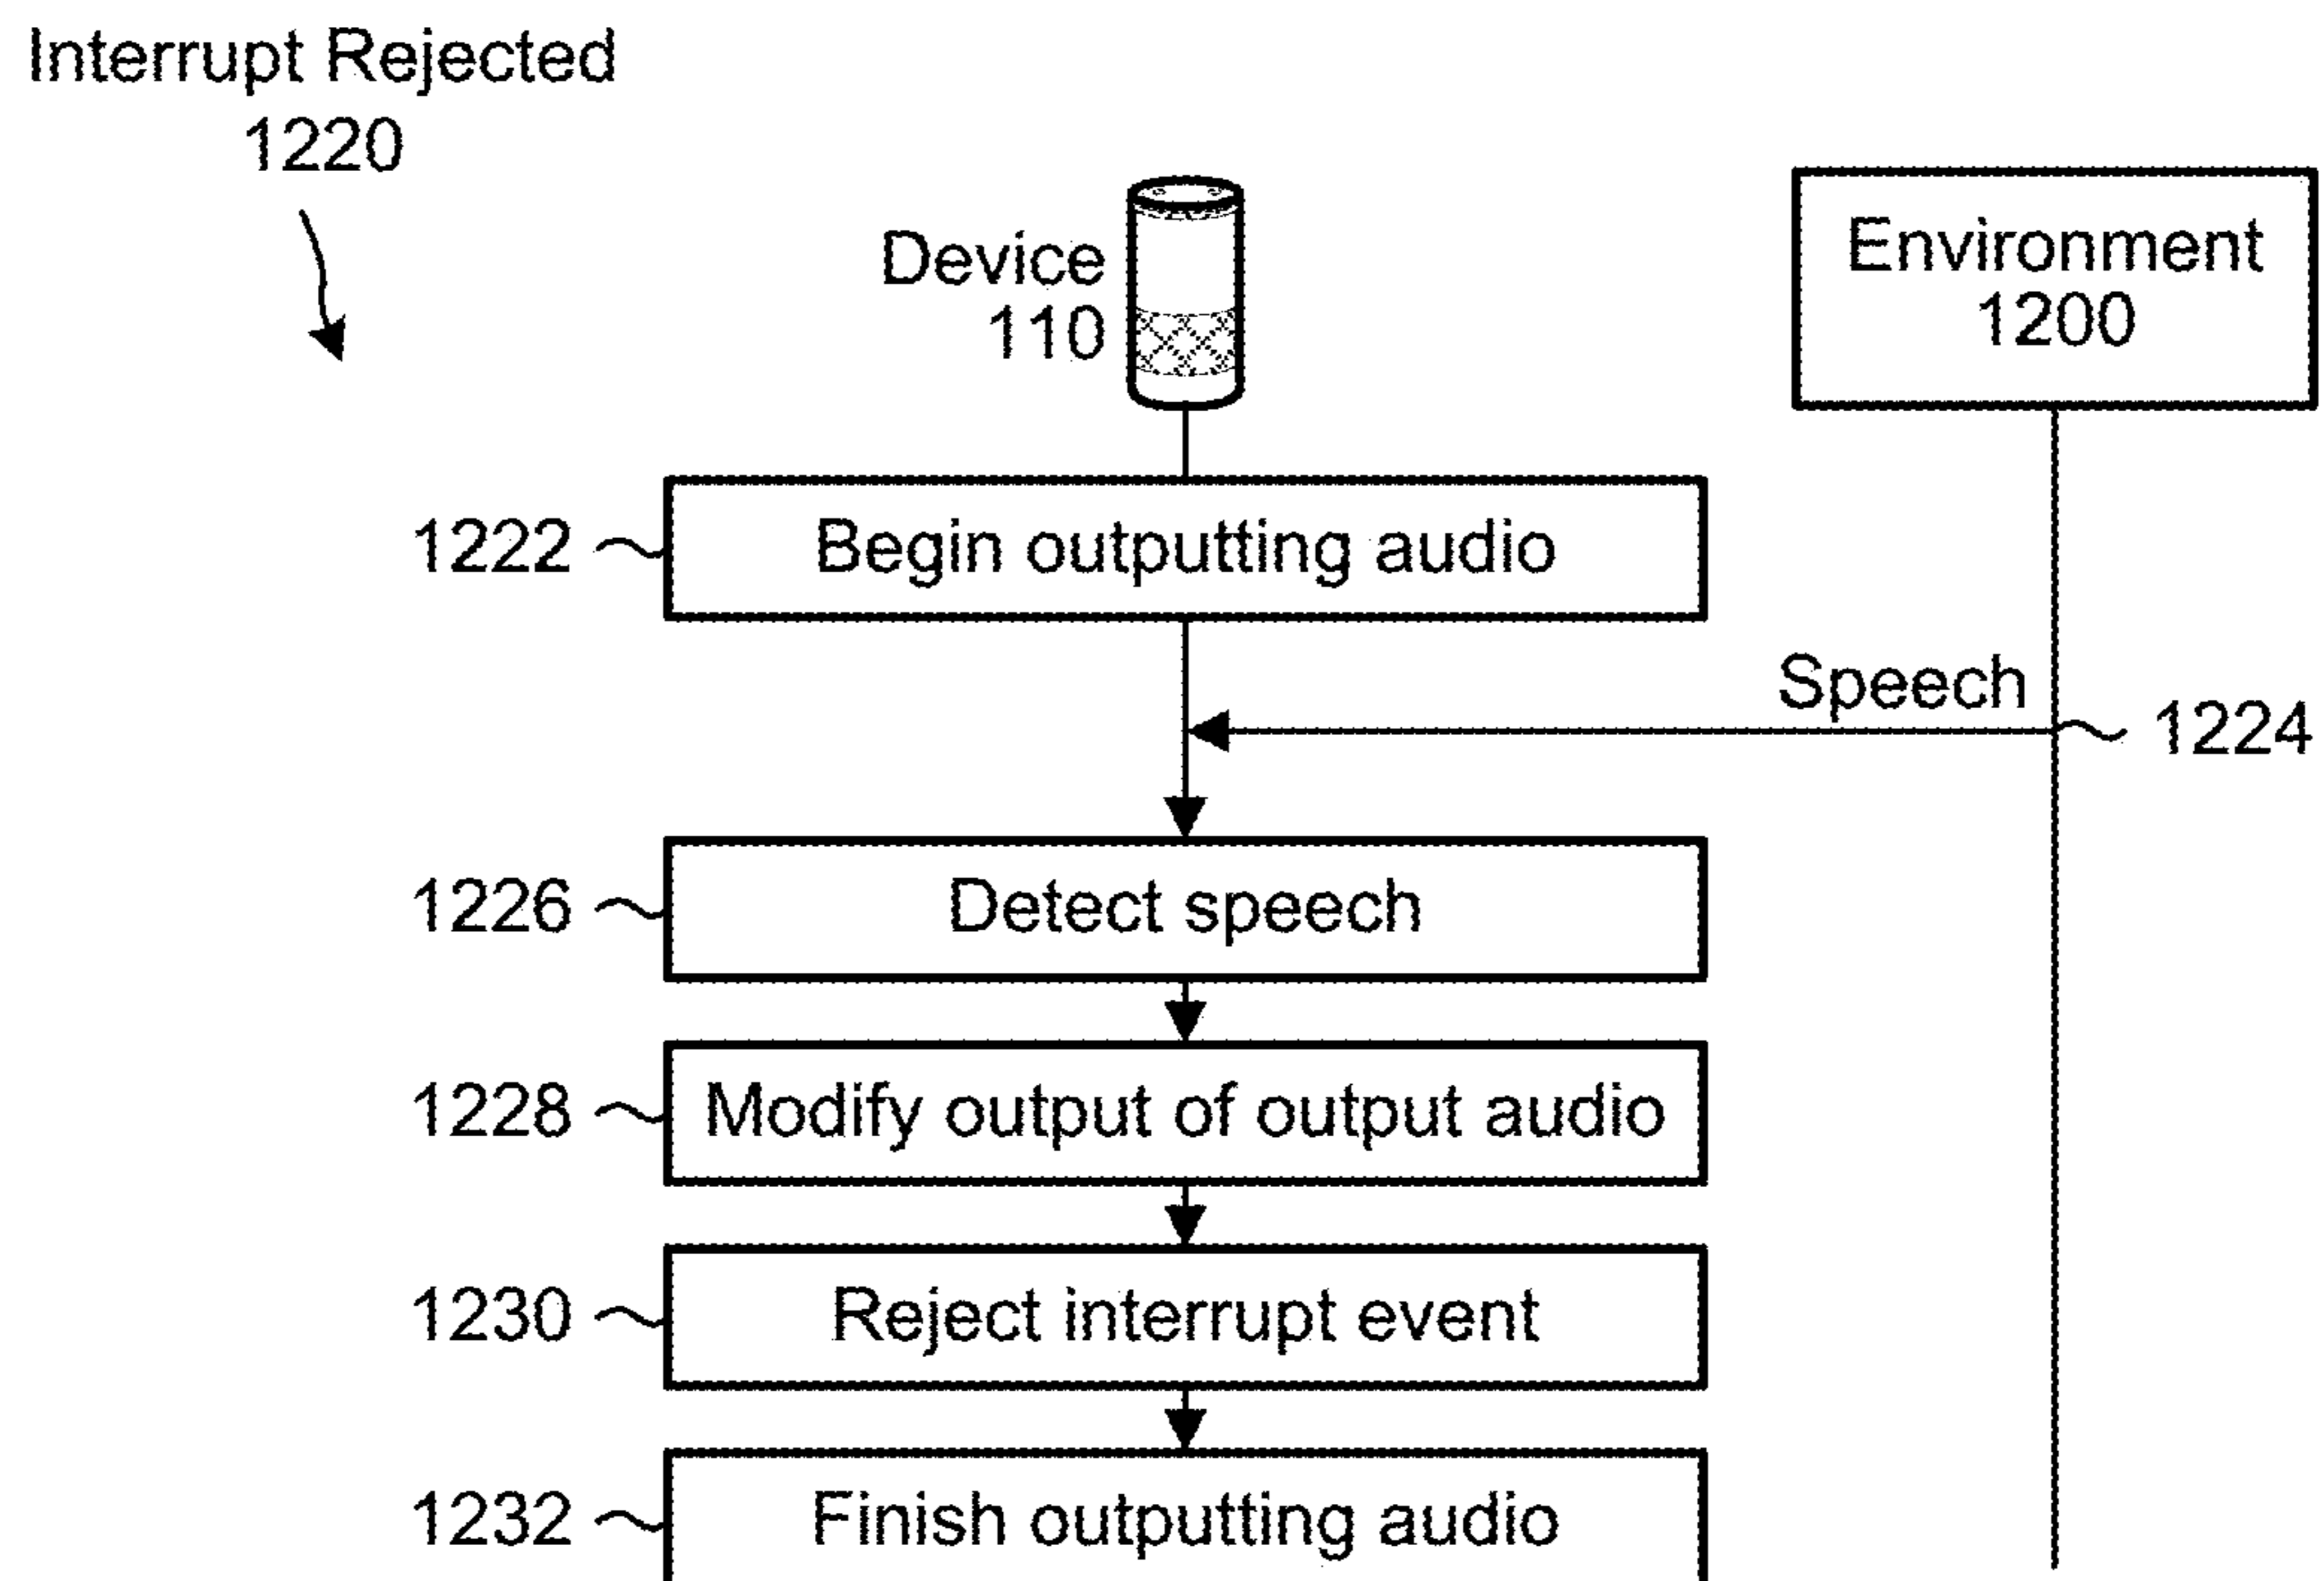 Interrupt Rejected
1220
Device
110
Environment
1200
1222
Begin outputting audio
Speech
1224
1226
Detect speech
1228
Modify output of output audio
1230
Reject interrupt event
1232
Finish outputting audio